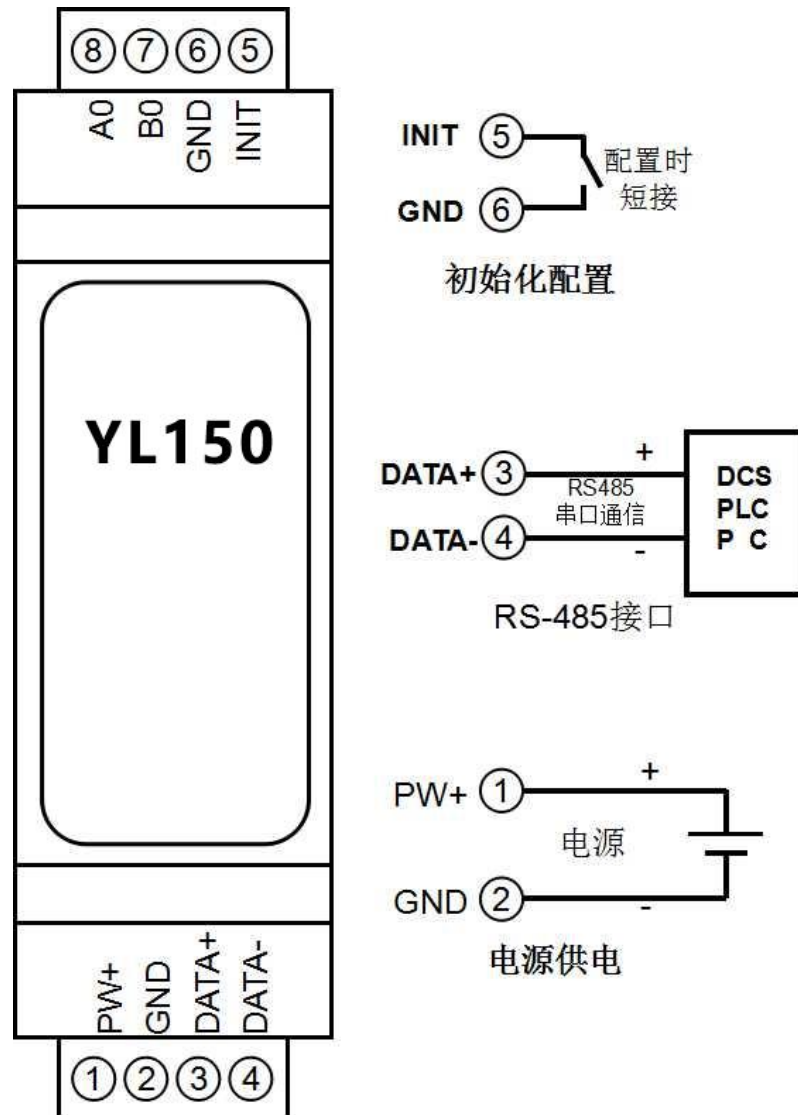 ⑧⑦⑥⑤
A0 B0 GND INIT
YL150
PW+ GND DATA+ DATA-
①②③④
INIT ⑤
配置时
短接
GND ⑥
初始化配置
DATA+ ③ +
RS485
串口通信
DATA- ④ -
DCS
PLC
P C
RS-485接口
PW+ ① +
电源
GND ② -
电源供电